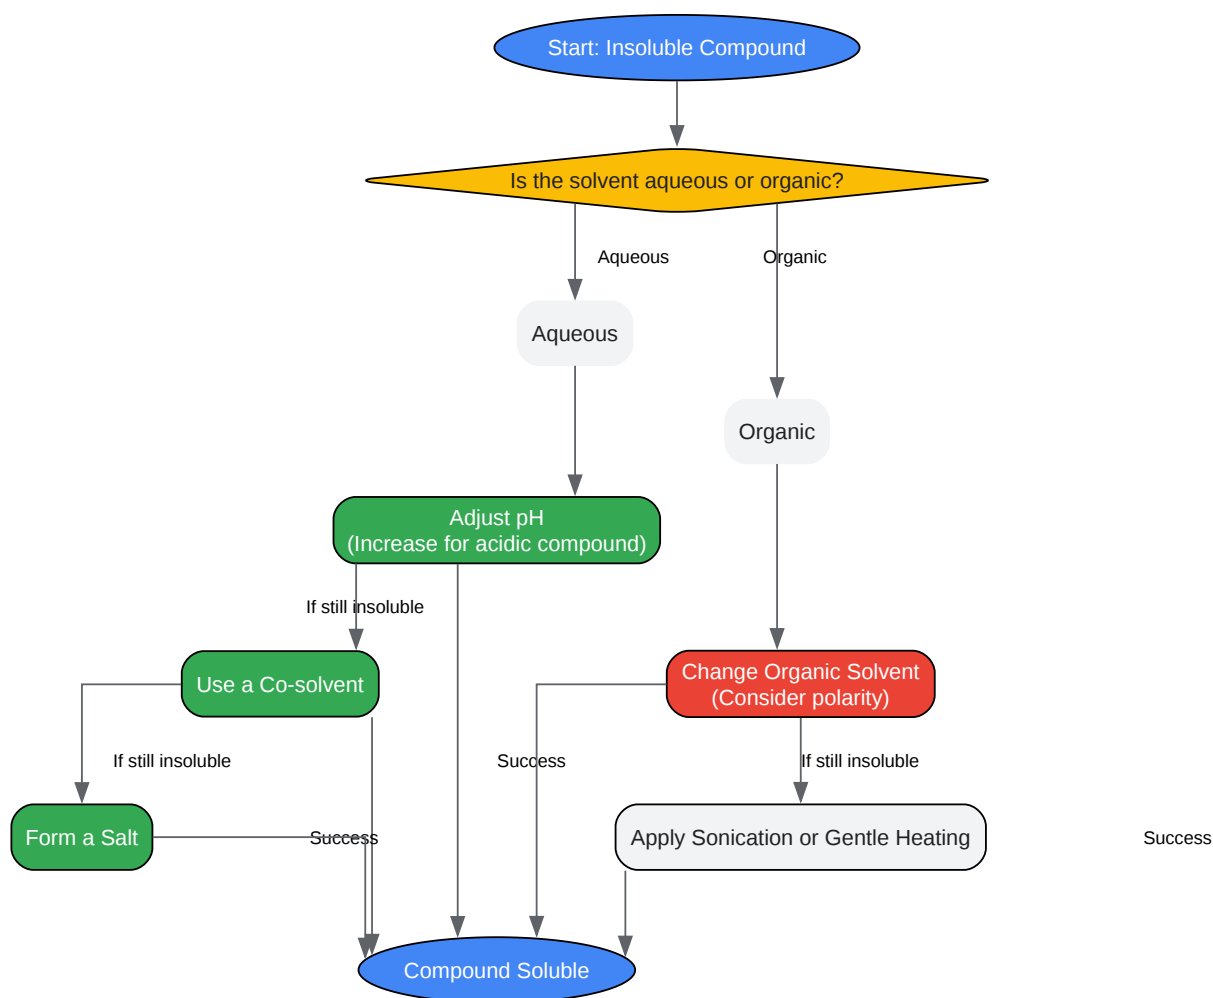 Start: Insoluble Compound
Is the solvent aqueous or organic?
Aqueous
Organic
Aqueous
Organic
Adjust pH
(Increase for acidic compound)
If still insoluble
Use a Co-solvent
Change Organic Solvent
(Consider polarity)
If still insoluble
Success
If still insoluble
Form a Salt
Success
Apply Sonication or Gentle Heating
Success
Compound Soluble